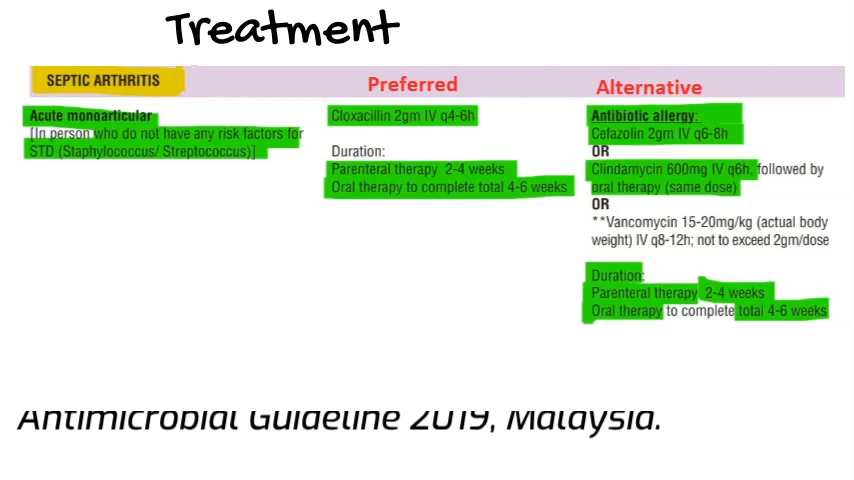 Treatment
SEPTIC ARTHRITIS
Preferred
Alternative
Acute monoarticular
[In person who do not have any risk factors for
STD (Staphylococcus/ Streptococcus)]
Cloxacillin 2gm IV q4-6h
Duration:
Parenteral therapy 2-4 weeks
Oral therapy to complete total 4-6 weeks
Antibiotic allergy:
Cefazolin 2gm IV q6-8h
OR
Clindamycin 600mg IV q6h, followed by
oral therapy (same dose)
OR
**Vancomycin 15-20mg/kg (actual body
weight) IV q8-12h; not to exceed 2gm/dose
Duration:
Parenteral therapy 2-4 weeks
Oral therapy to complete total 4-6 weeks
Antimicrobial Guideline 2019, Malaysia.